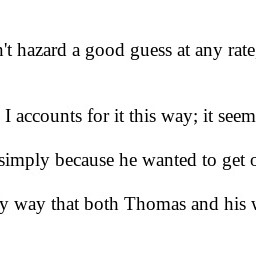 n't hazard a good guess at any rate,
I accounts for it this way; it seem
simply because he wanted to get o
y way that both Thomas and his w